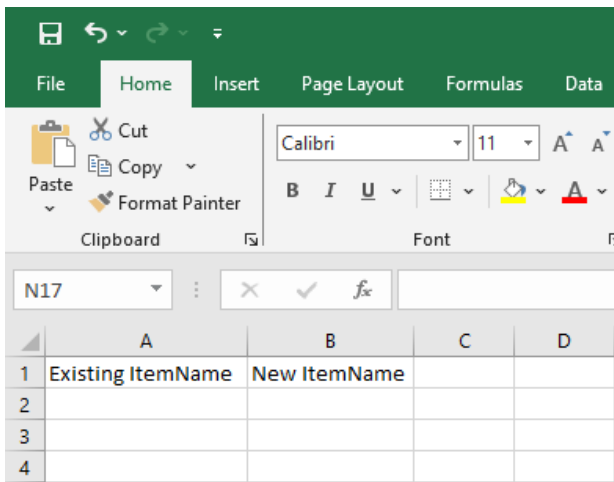 File Home Insert Page Layout Formulas Data
Cut
Calibri 11 A A
Copy
Paste
B I U A
Format Painter
Clipboard Font
N17 fx
A B C D
1 Existing ItemName New ItemName
2
3
4